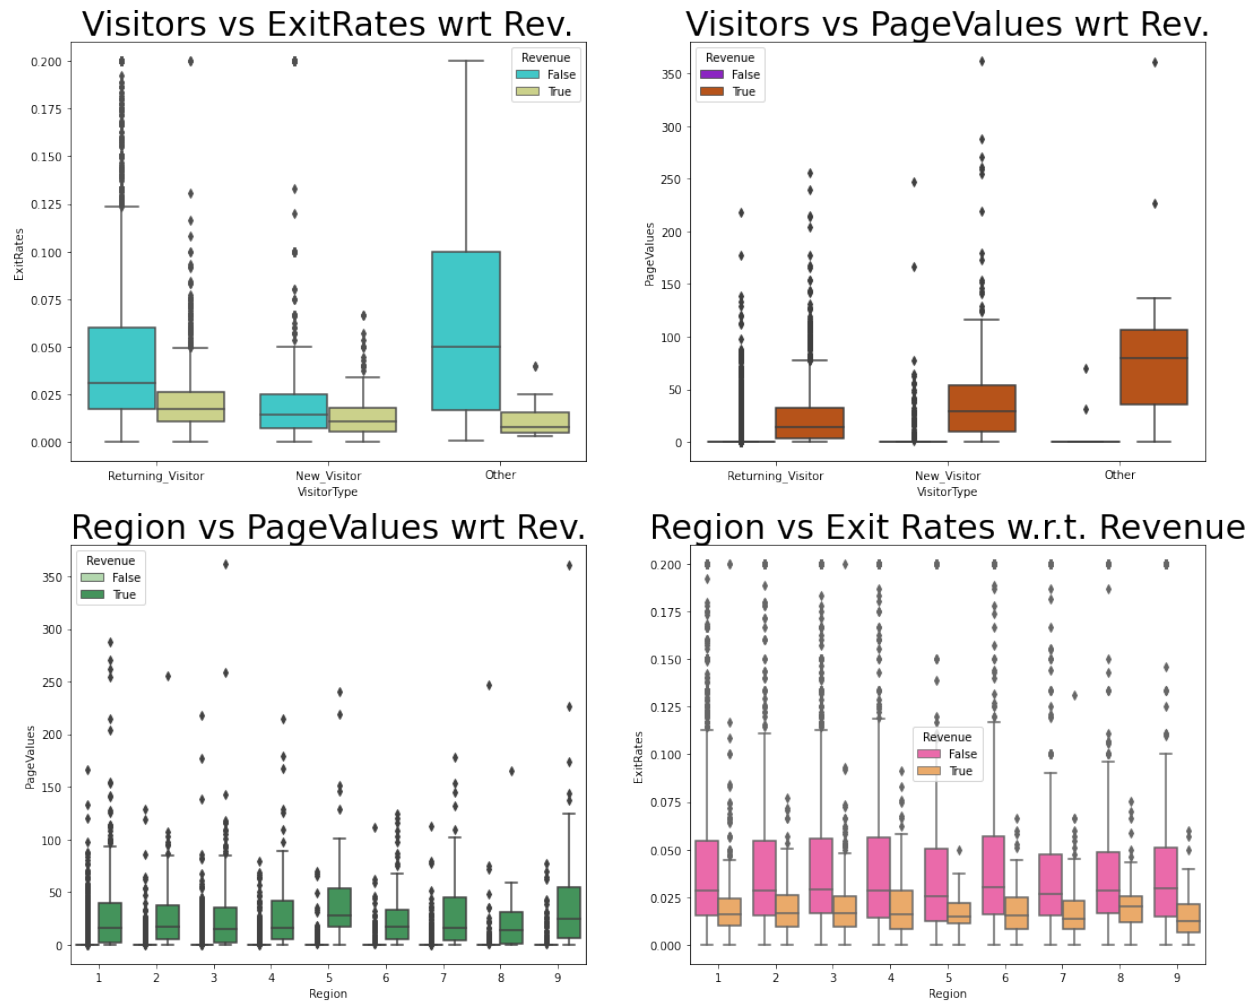 Visitors vs ExitRates wrt Rev.
Revenue
False
True
0.200
0.175
0.150
0.125
0.100
0.075
0.050
0.025
0.000
ExitRates
Returning_Visitor
New_Visitor
Other
VisitorType
Visitors vs PageValues wrt Rev.
Revenue
False
True
350
300
250
200
150
100
50
0
PageValues
Returning_Visitor
New_Visitor
Other
VisitorType
Region vs PageValues wrt Rev.
Revenue
False
True
350
300
250
200
150
100
50
0
PageValues
1 2 3 4 5 6 7 8 9
Region
Region vs Exit Rates w.r.t. Revenue
0.200
0.175
0.150
0.125
0.100
0.075
0.050
0.025
0.000
ExitRates
Revenue
False
True
1 2 3 4 5 6 7 8 9
Region